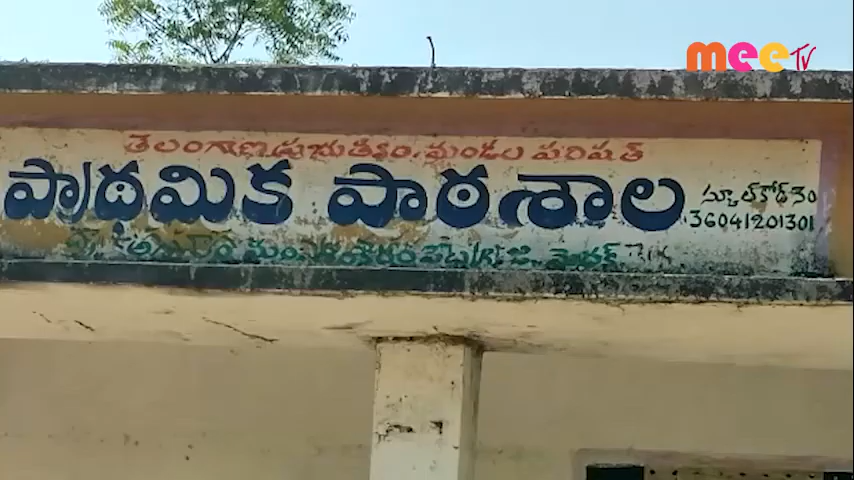 meeTV
తెలంగాణ ప్రభుత్వం, మండల పరిషత్
ప్రాథమిక పాఠశాల
స్కూల్ కోడ్ నెం
36041201301